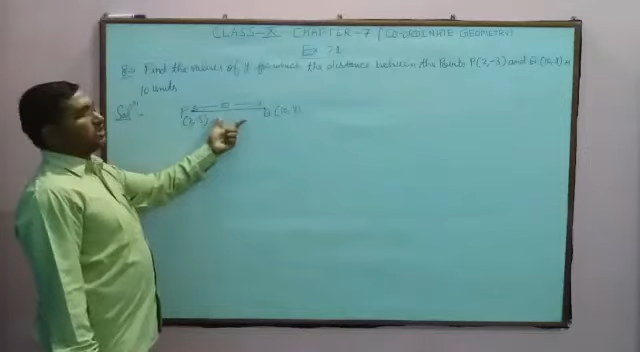 CLASS-X CHAPTER-7 (CO-ORDINATE GEOMETRY)
Ex 7.1
Q- Find the values of y for which the distance between the Points P(2,-3) and Q(10,y) is
10 units
Solⁿ - P 10 Q(10,y)
(2,-3)